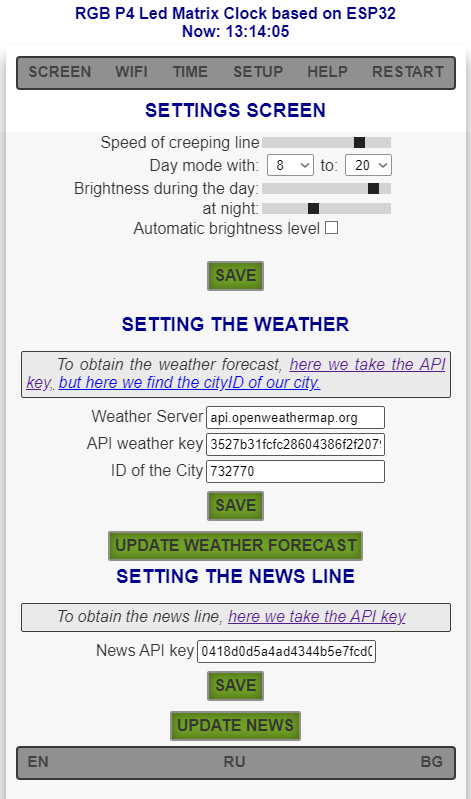 RGB P4 Led Matrix Clock based on ESP32
Now: 13:14:05
SCREEN WIFI TIME SETUP HELP RESTART
SETTINGS SCREEN
Speed of creeping line
Day mode with: 8 to: 20
Brightness during the day:
at night:
Automatic brightness level
SAVE
SETTING THE WEATHER
To obtain the weather forecast, here we take the API
key, but here we find the cityID of our city.
Weather Server api.openweathermap.org
API weather key 3527b31fcfc28604386f2f207
ID of the City 732770
SAVE
UPDATE WEATHER FORECAST
SETTING THE NEWS LINE
To obtain the news line, here we take the API key
News API key 0418d0d5a4ad4344b5e7fcd0
SAVE
UPDATE NEWS
EN RU BG